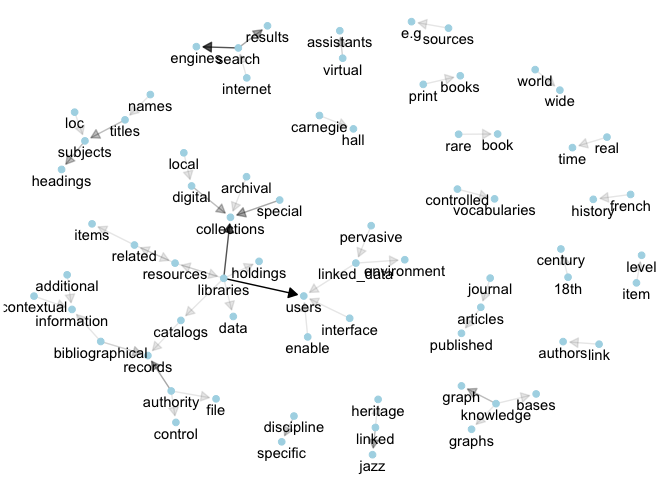 results
e.g
sources
assistants
engines
search
virtual
internet
print
books
world
wide
names
loc
titles
carnegie
hall
rare
book
real
time
subjects
headings
local
digital
archival
special
collections
controlled
vocabularies
french
history
items
related
resources
holdings
libraries
pervasive
linked_data
environment
century
18th
level
item
additional
contextual
information
catalogs
data
users
interface
enable
journal
articles
published
bibliographical
records
authors
link
authority
file
control
discipline
specific
heritage
linked
jazz
graph
knowledge
bases
graphs